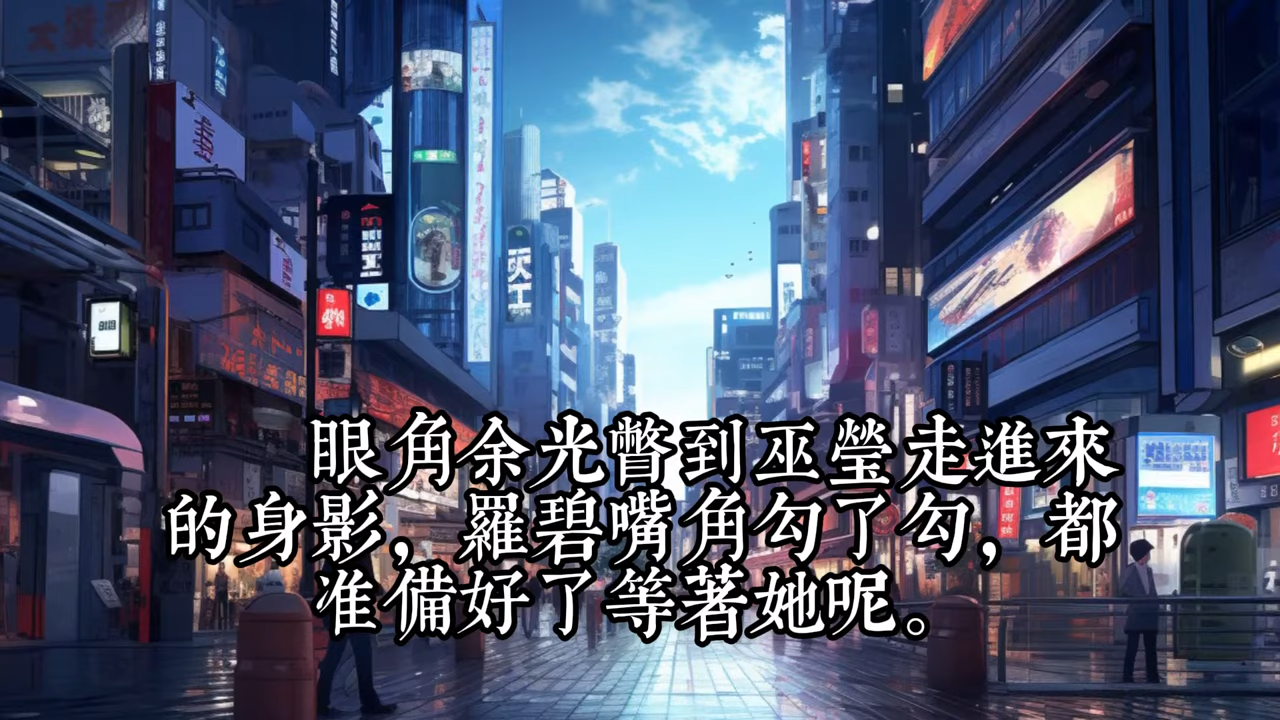 眼角余光瞥到巫瑩走進來
的身影，羅碧嘴角勾了勾，都
准備好了等著她呢。